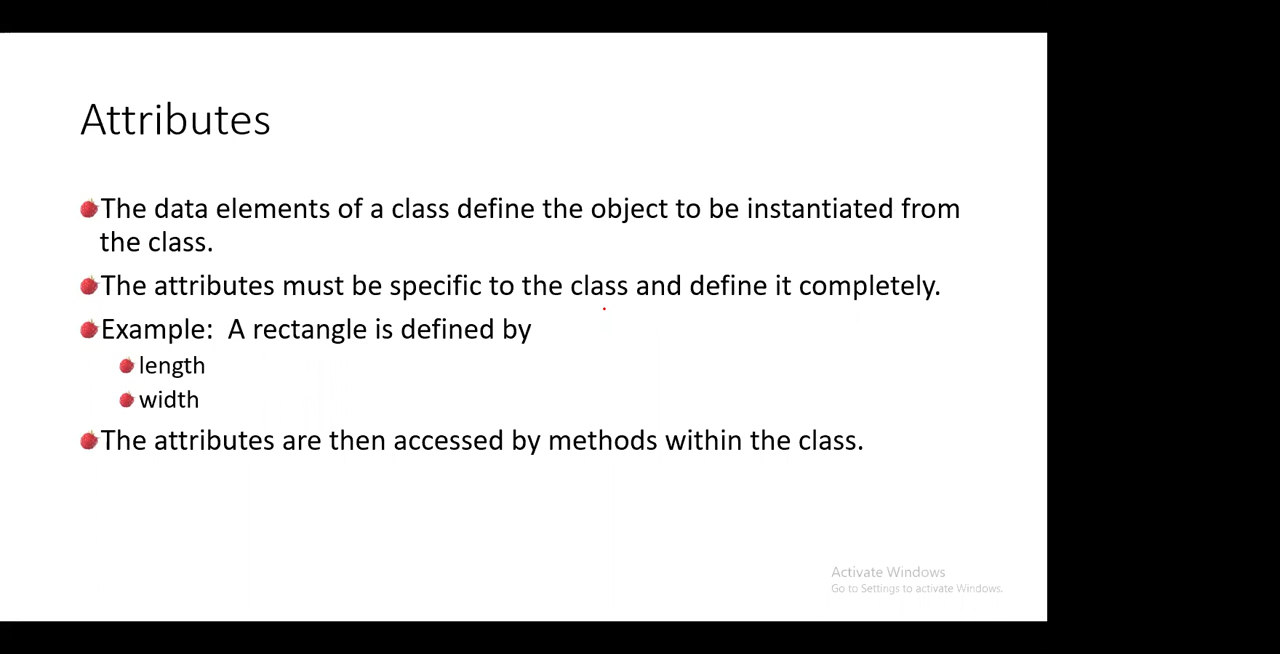 Attributes
The data elements of a class define the object to be instantiated from
the class.
The attributes must be specific to the class and define it completely.
Example:  A rectangle is defined by
length
width
The attributes are then accessed by methods within the class.
Activate Windows
Go to Settings to activate Windows.